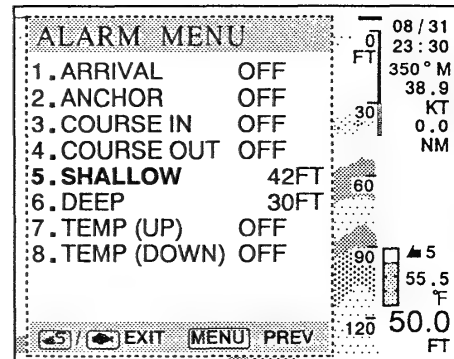 ALARM MENU
1. ARRIVAL OFF
2. ANCHOR OFF
3. COURSE IN OFF
4. COURSE OUT OFF
5. SHALLOW 42FT
6. DEEP 30FT
7. TEMP (UP) OFF
8. TEMP (DOWN) OFF
5 / EXIT MENU PREV
0
FT
30
60
90
120
08 / 31
23 : 30
350 ° M
38.9
KT
0.0
NM
5
55.5
°F
50.0
FT